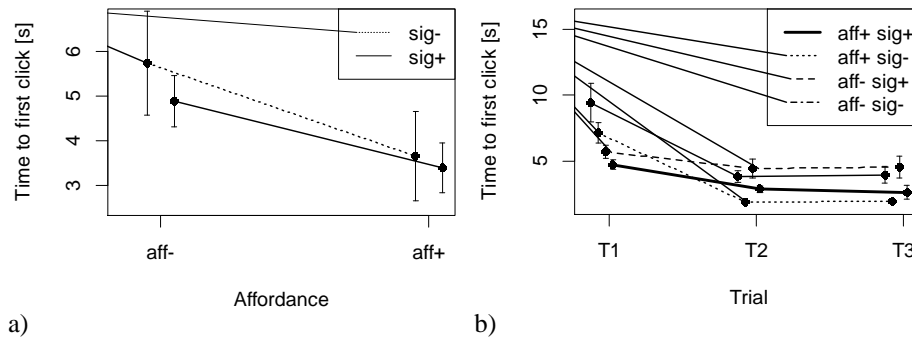 Time to first click [s]
6
5
4
3
sig-
sig+
aff-
aff+
Affordance
a)
Time to first click [s]
15
10
5
aff+ sig+
aff+ sig-
aff- sig+
aff- sig-
T1
T2
T3
Trial
b)